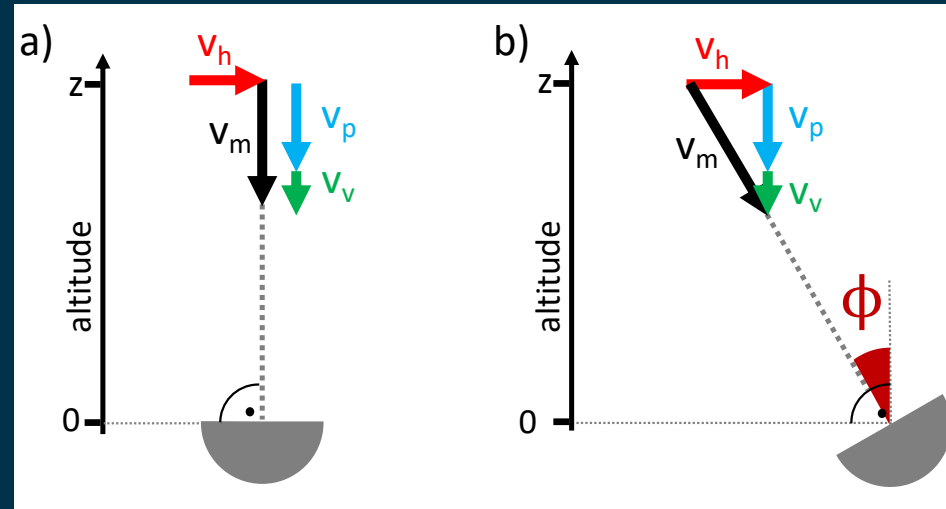 a)
z
v_h
v_m
v_p
v_v
altitude
0
b)
z
v_h
v_m
v_p
v_v
altitude
ϕ
0